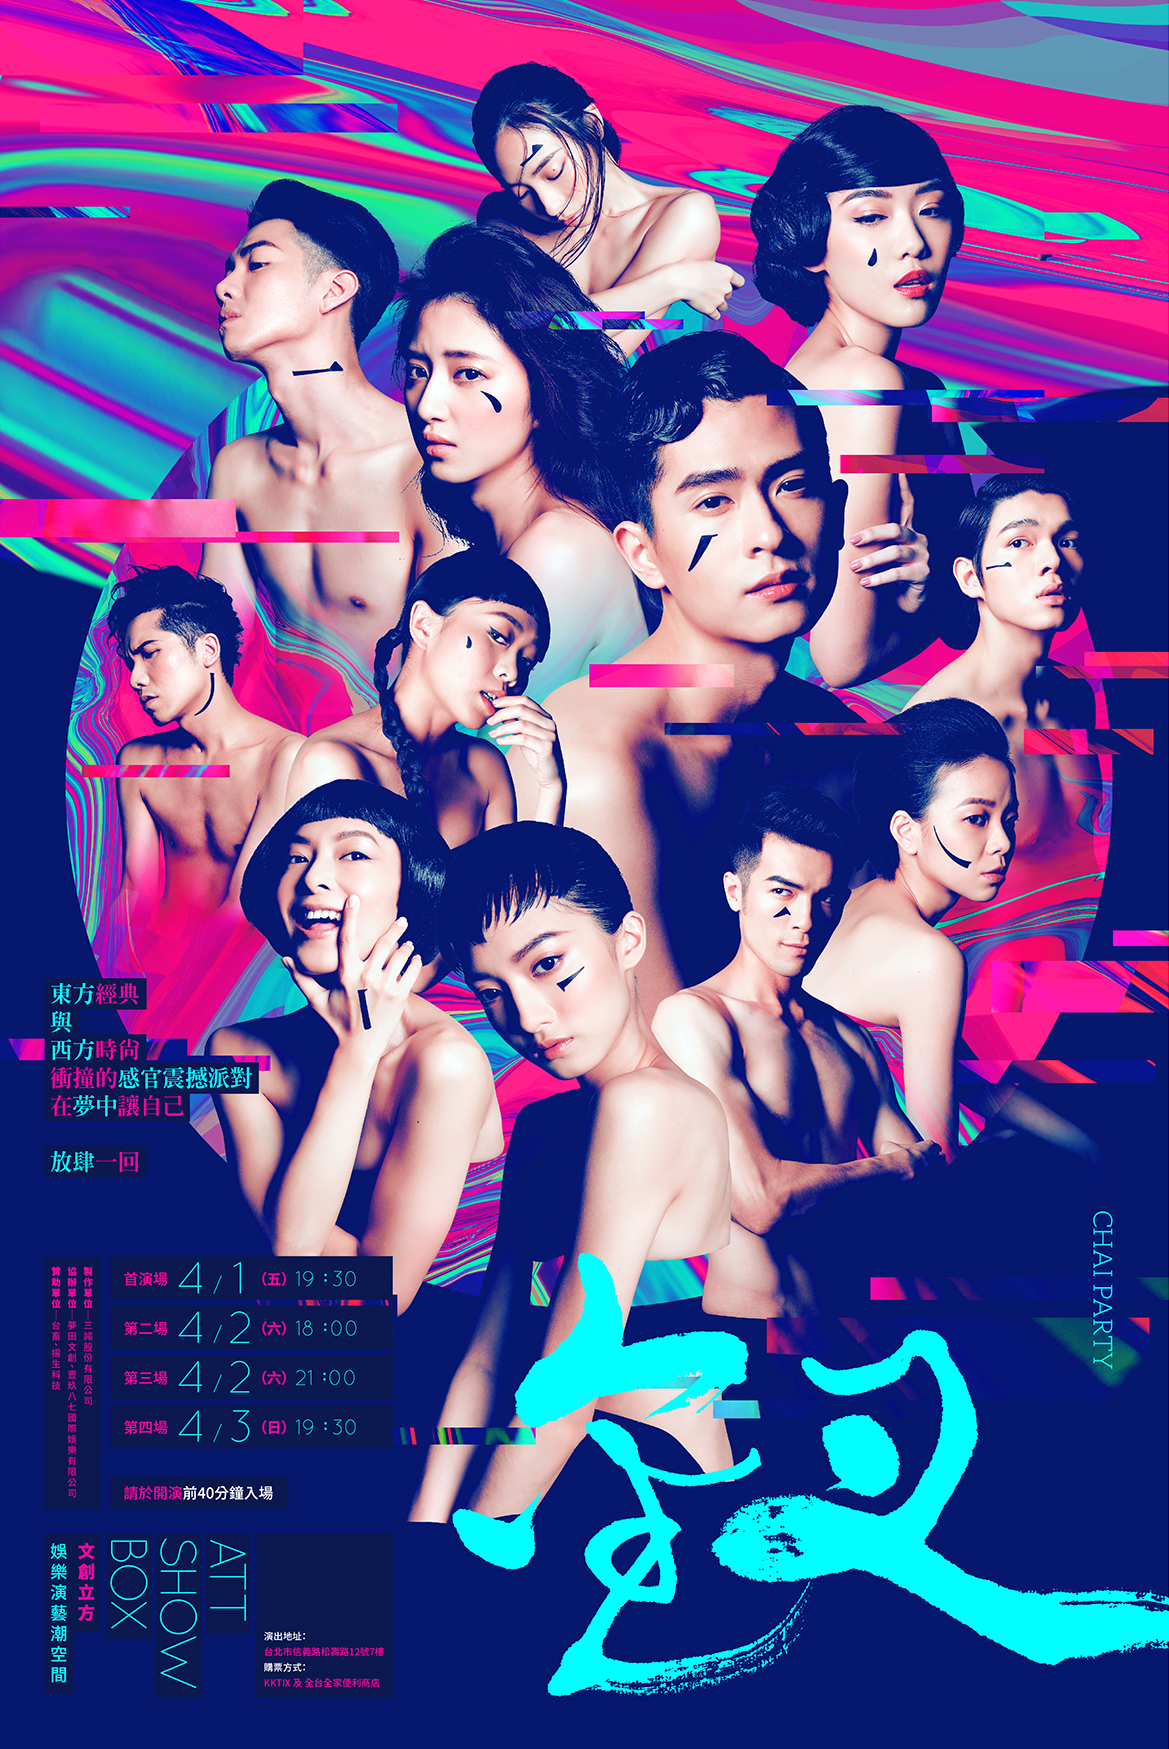 東方經典
與
西方時尚
衝撞的感官震撼派對
在夢中讓自己
放肆一回
CHAI PARTY
製作單位—三諾股份有限公司
協辦單位—夢田文創、壹玖八七國際娛樂有限公司
贊助單位—台畜、揚生科技
首演場 4/1 (五) 19:30
第二場 4/2 (六) 18:00
第三場 4/2 (六) 21:00
第四場 4/3 (日) 19:30
請於開演前40分鐘入場
ATT
SHOW
BOX
文創立方
娛樂演藝潮空間
演出地址:
台北市信義路松壽路12號7樓
購票方式:
KKTIX 及 全台全家便利商店